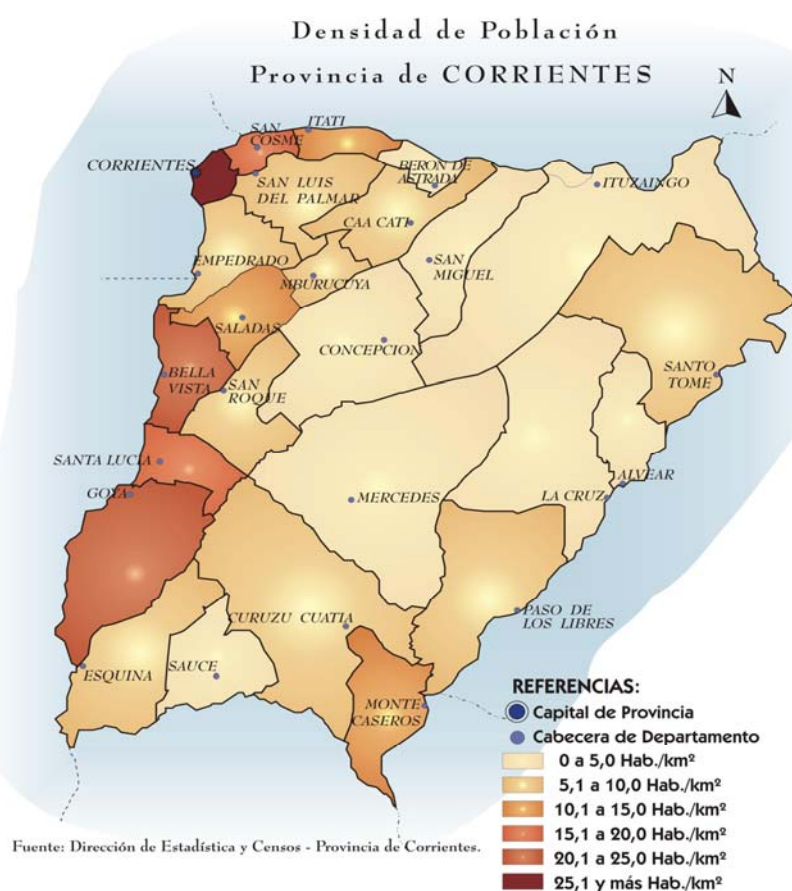 Densidad de Población
Provincia de CORRIENTES
N
ITATI
SAN
COSME
CORRIENTES
BERON DE
ASTRADA
SAN LUIS
DEL PALMAR
ITUZAINGO
CAA CATI
EMPEDRADO
SAN
MIGUEL
MBURUCUYA
SALADAS
CONCEPCION
BELLA
VISTA
SAN
ROQUE
SANTO
TOME
SANTA LUCIA
ALVEAR
GOYA
MERCEDES
LA CRUZ
CURUZU CUATIA
PASO DE
LOS LIBRES
ESQUINA
SAUCE
MONTE
CASEROS
REFERENCIAS:
Capital de Provincia
Cabecera de Departamento
0 a 5,0 Hab./km²
5,1 a 10,0 Hab./km²
10,1 a 15,0 Hab./km²
15,1 a 20,0 Hab./km²
20,1 a 25,0 Hab./km²
25,1 y más Hab./km²
Fuente: Dirección de Estadística y Censos - Provincia de Corrientes.